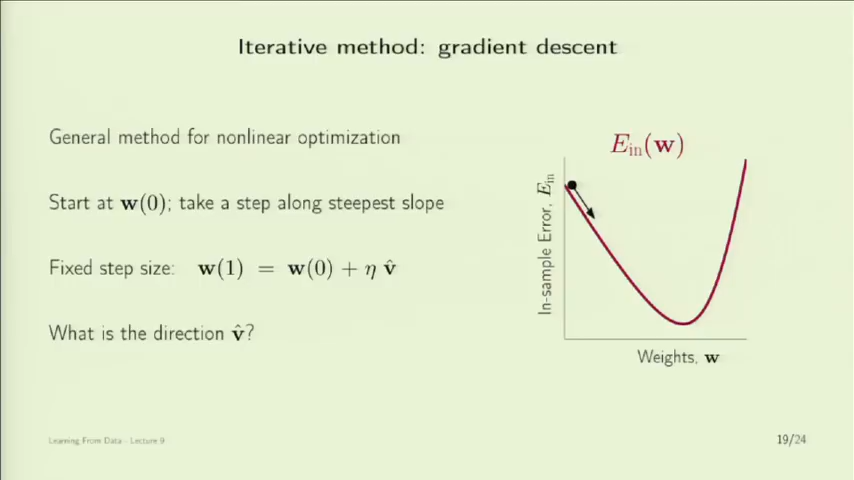 Iterative method: gradient descent
General method for nonlinear optimization
Start at w(0); take a step along steepest slope
Fixed step size: w(1) = w(0) + η v̂
What is the direction v̂?
E_in(w)
In-sample Error, E_in
Weights, w
Learning From Data - Lecture 9
19/24